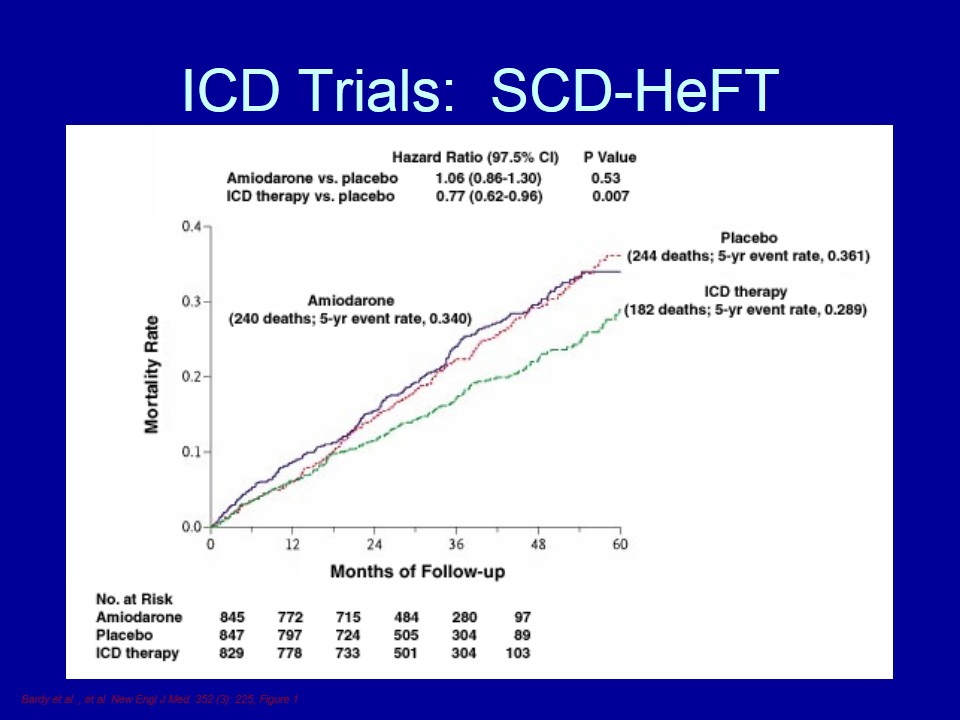 ICD Trials: SCD-HeFT
Hazard Ratio (97.5% CI) P Value
Amiodarone vs. placebo 1.06 (0.86-1.30) 0.53
ICD therapy vs. placebo 0.77 (0.62-0.96) 0.007
0.4
0.3
0.2
0.1
0.0
Mortality Rate
Placebo
(244 deaths; 5-yr event rate, 0.361)
ICD therapy
(182 deaths; 5-yr event rate, 0.289)
Amiodarone
(240 deaths; 5-yr event rate, 0.340)
0 12 24 36 48 60
Months of Follow-up
No. at Risk
Amiodarone 845 772 715 484 280 97
Placebo 847 797 724 505 304 89
ICD therapy 829 778 733 501 304 103
Bardy et al , et al. New Engl J Med. 352 (3): 225, Figure 1